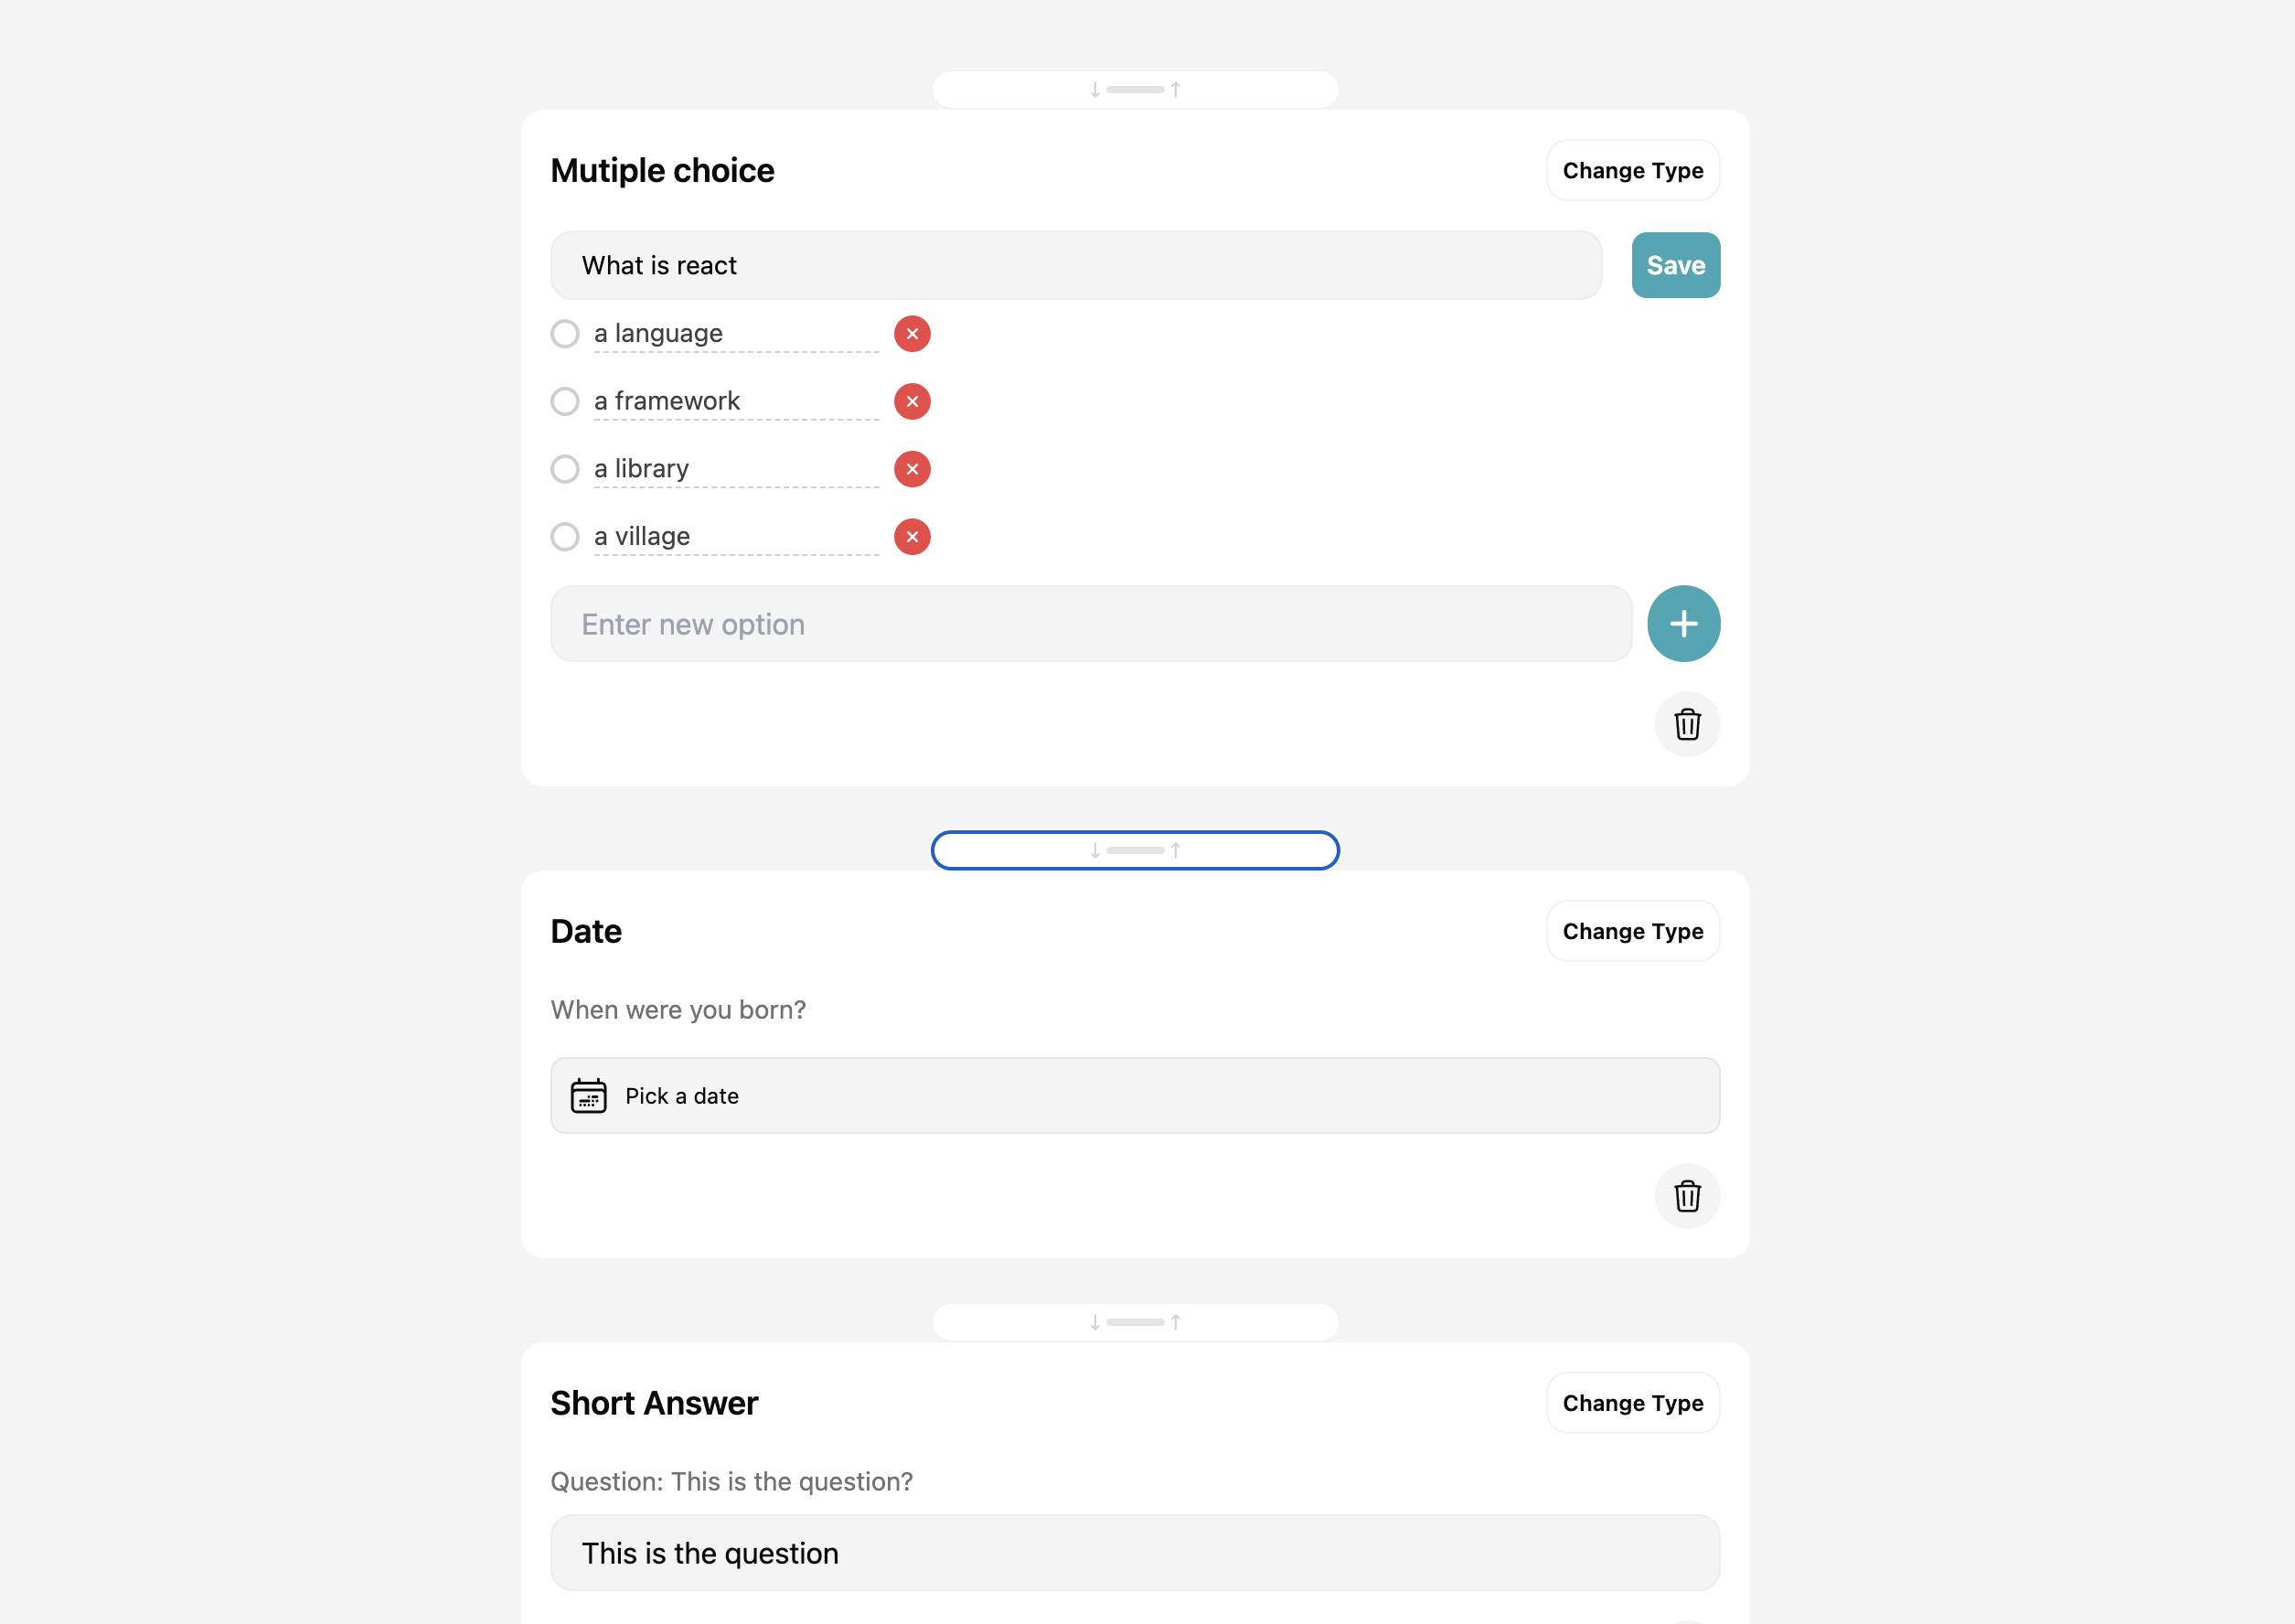 Mutiple choice
Change Type
What is react
Save
a language
a framework
a library
a village
Enter new option
Date
Change Type
When were you born?
Pick a date
Short Answer
Change Type
Question: This is the question?
This is the question